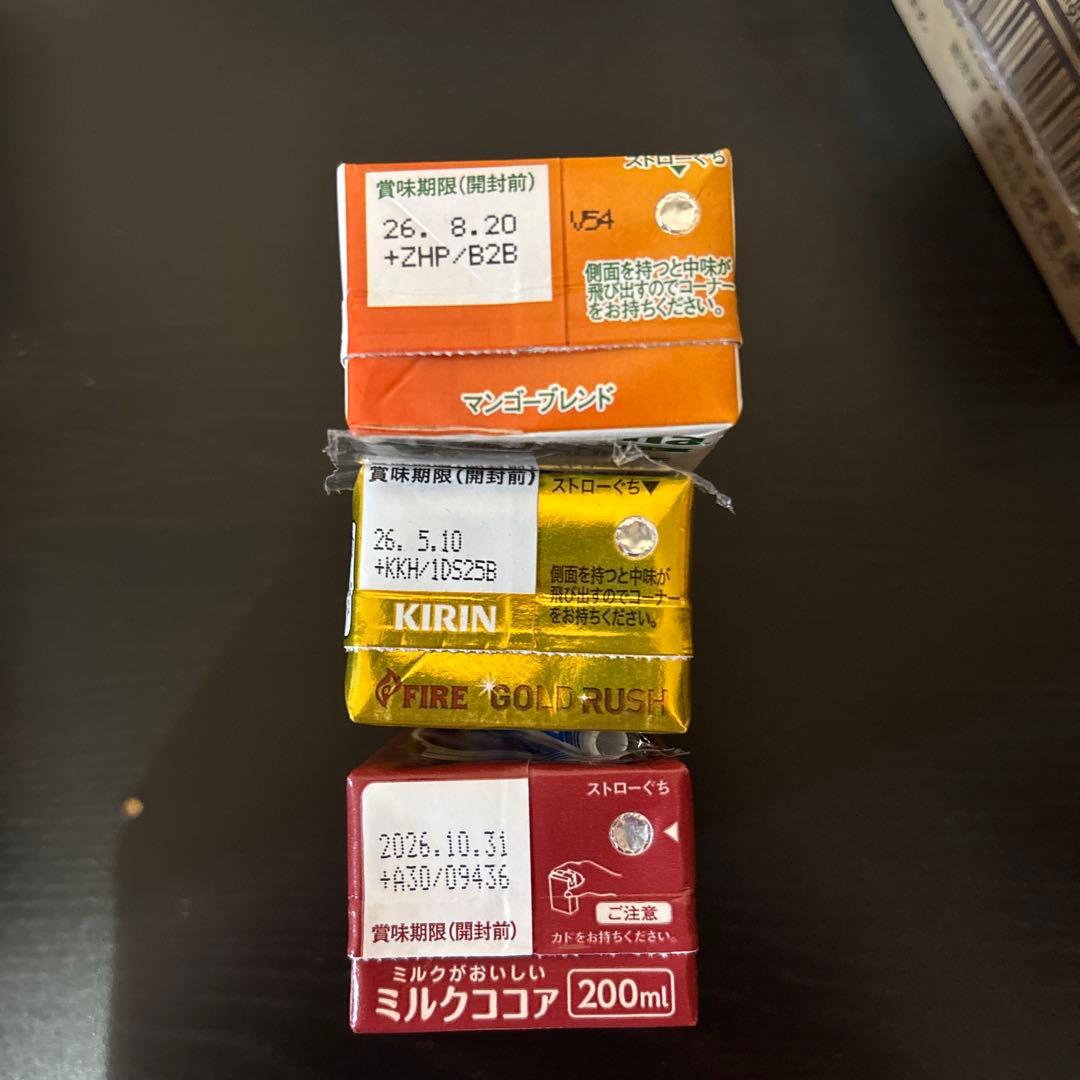 ストローぐち
賞味期限(開封前)
26. 8.20
+ZHP/B2B
V54
側面を持つと中味が
飛び出すのでコーナー
をお持ちください。
マンゴーブレンド
賞味期限(開封前)
ストローぐち
26. 5.10
+KKH/1DS25B
側面を持つと中味が
飛び出すのでコーナー
をお持ちください。
KIRIN
FIRE GOLD RUSH
ストローぐち
2026.10.31
+A30/09436
賞味期限(開封前)
ご注意
カドをお持ちください。
ミルクがおいしい
ミルクココア 200ml